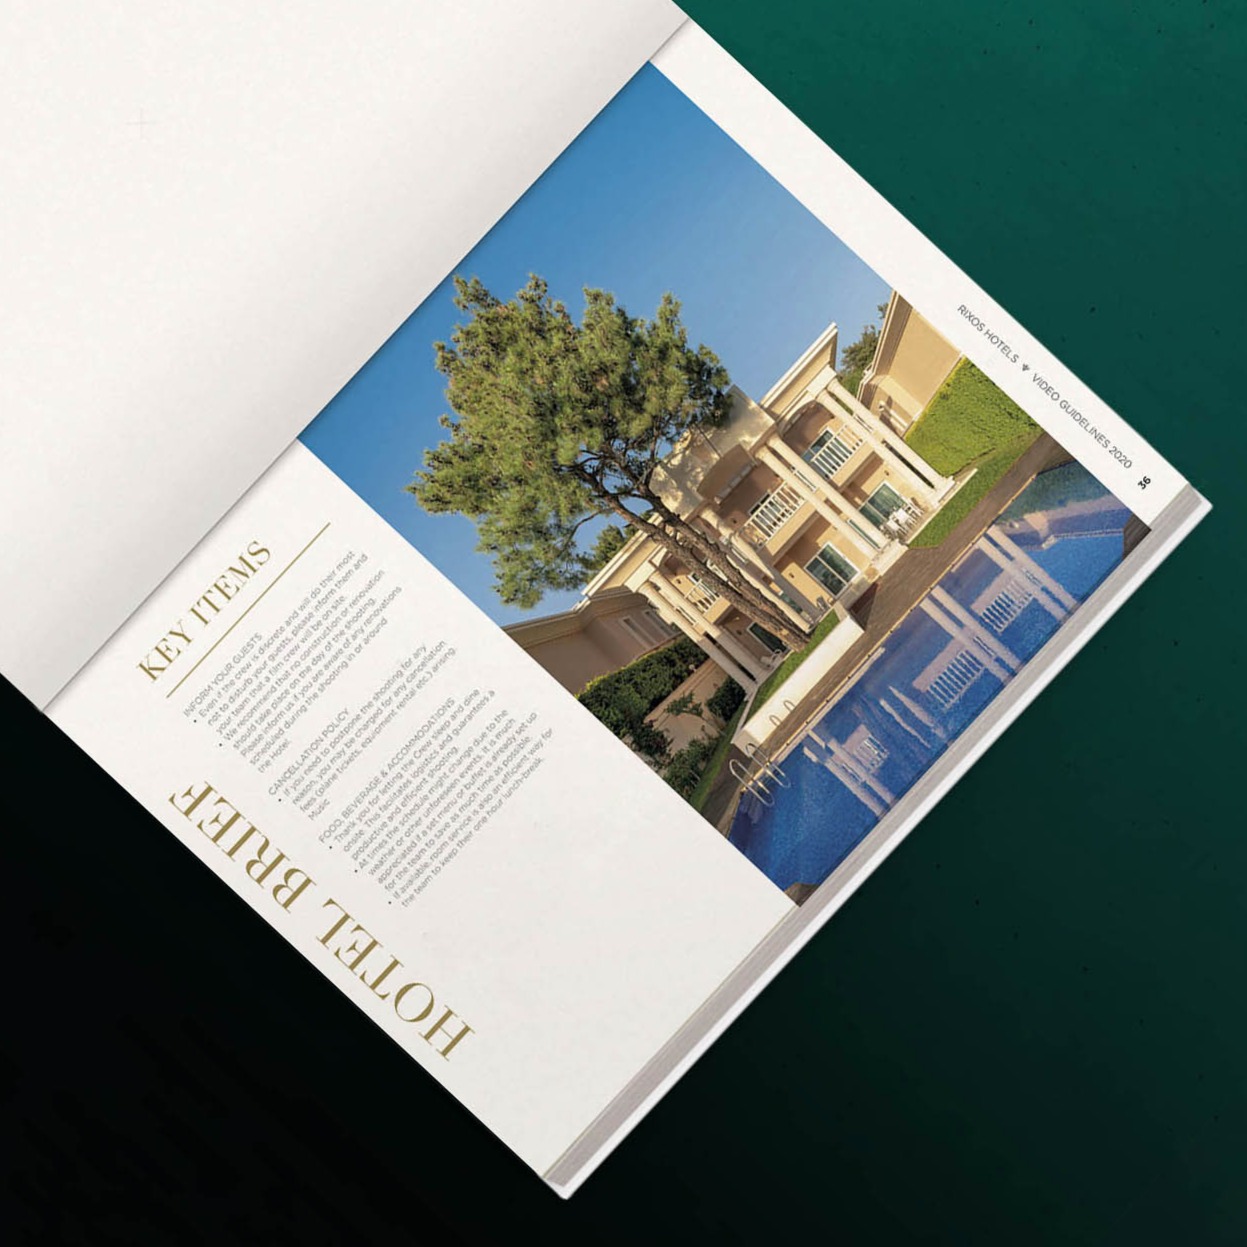 RIXOS HOTELS VIDEO GUIDELINES 2020
36
KEY ITEMS
INFORM YOUR GUESTS
• Even if the crew is discrete and will do their most
not to disturb your guests, please inform them and
your team that a film crew will be on site.
• We recommend that no construction or renovation
should take place on the day of the shooting.
Please inform us if you are aware of any renovations
scheduled during the shooting in or around
the Hotel.
CANCELLATION POLICY
• If you need to postpone the shooting for any
reason, you may be charged for any cancellation
fees (plane tickets, equipment rental etc.) arising.
Music
FOOD, BEVERAGE & ACCOMMODATIONS
• Thank you for letting the Crew sleep and dine
onsite. This facilitates logistics and guarantees a
productive and efficient shooting.
• At times the schedule might change due to the
weather or other unforeseen events. It is much
appreciated if a set menu or buffet is already set up
for the team to save as much time as possible.
• If available, room service is also an efficient way for
the team to keep their one hour lunch-break.
HOTEL BRIEF